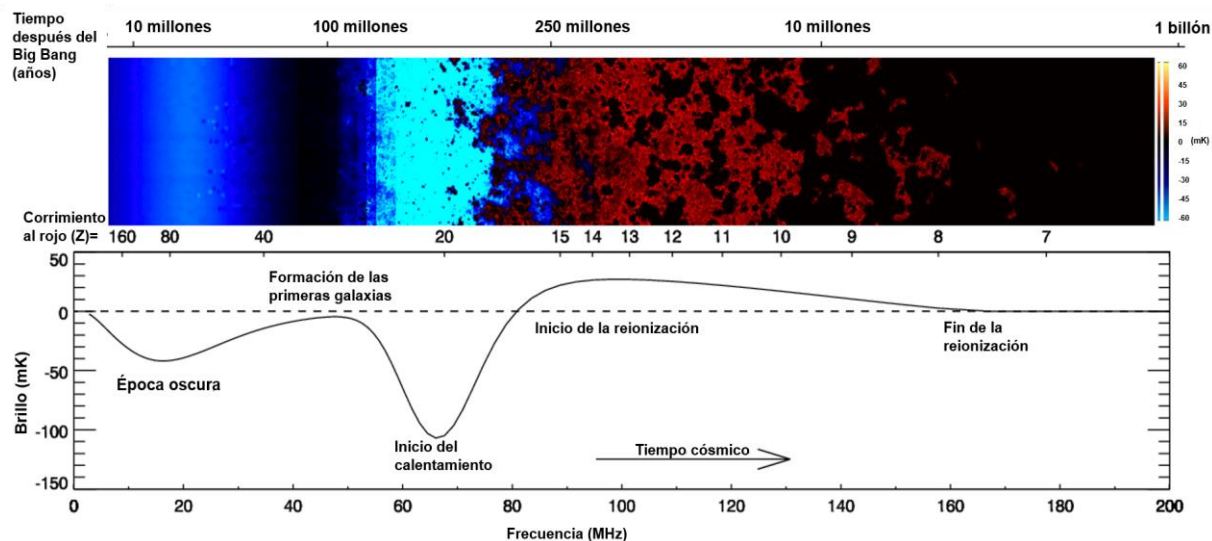 Tiempo
después del
Big Bang
(años)
10 millones
100 millones
250 millones
10 millones
1 billón
60
45
30
15
0 (mK)
-15
-30
-45
-60
Corrimiento
al rojo (Z)=
160
80
40
20
15
14
13
12
11
10
9
8
7
50
0
-50
-100
-150
Brillo (mK)
Formación de las
primeras galaxias
Época oscura
Inicio del
calentamiento
Inicio de la reionización
Fin de la
reionización
Tiempo cósmico
0
20
40
60
80
100
120
140
160
180
200
Frecuencia (MHz)